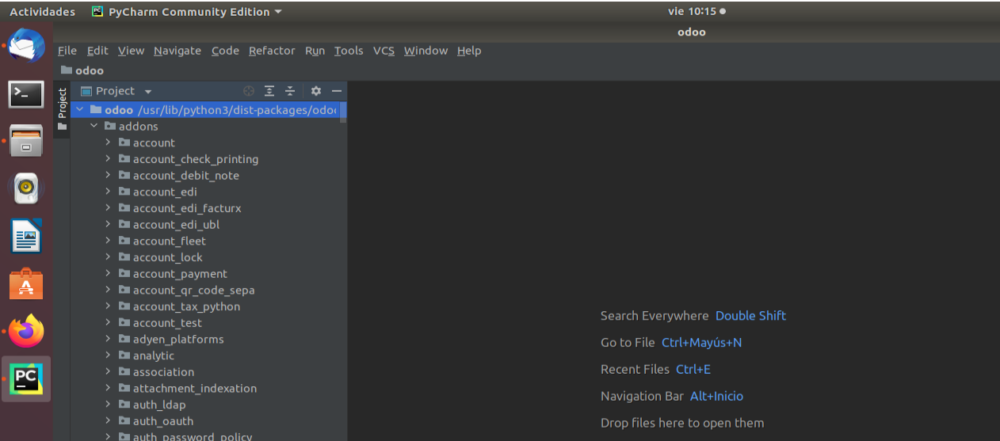 Actividades PyCharm Community Edition vie 10:15
odoo
File Edit View Navigate Code Refactor Run Tools VCS Window Help
odoo
Project
Project
odoo /usr/lib/python3/dist-packages/odoo
addons
account
account_check_printing
account_debit_note
account_edi
account_edi_facturx
account_edi_ubl
account_fleet
account_lock
account_payment
account_qr_code_sepa
account_tax_python
account_test
adyen_platforms
analytic
association
attachment_indexation
auth_ldap
auth_oauth
auth_password_policy
Search Everywhere Double Shift
Go to File Ctrl+Mayús+N
Recent Files Ctrl+E
Navigation Bar Alt+Inicio
Drop files here to open them
PC